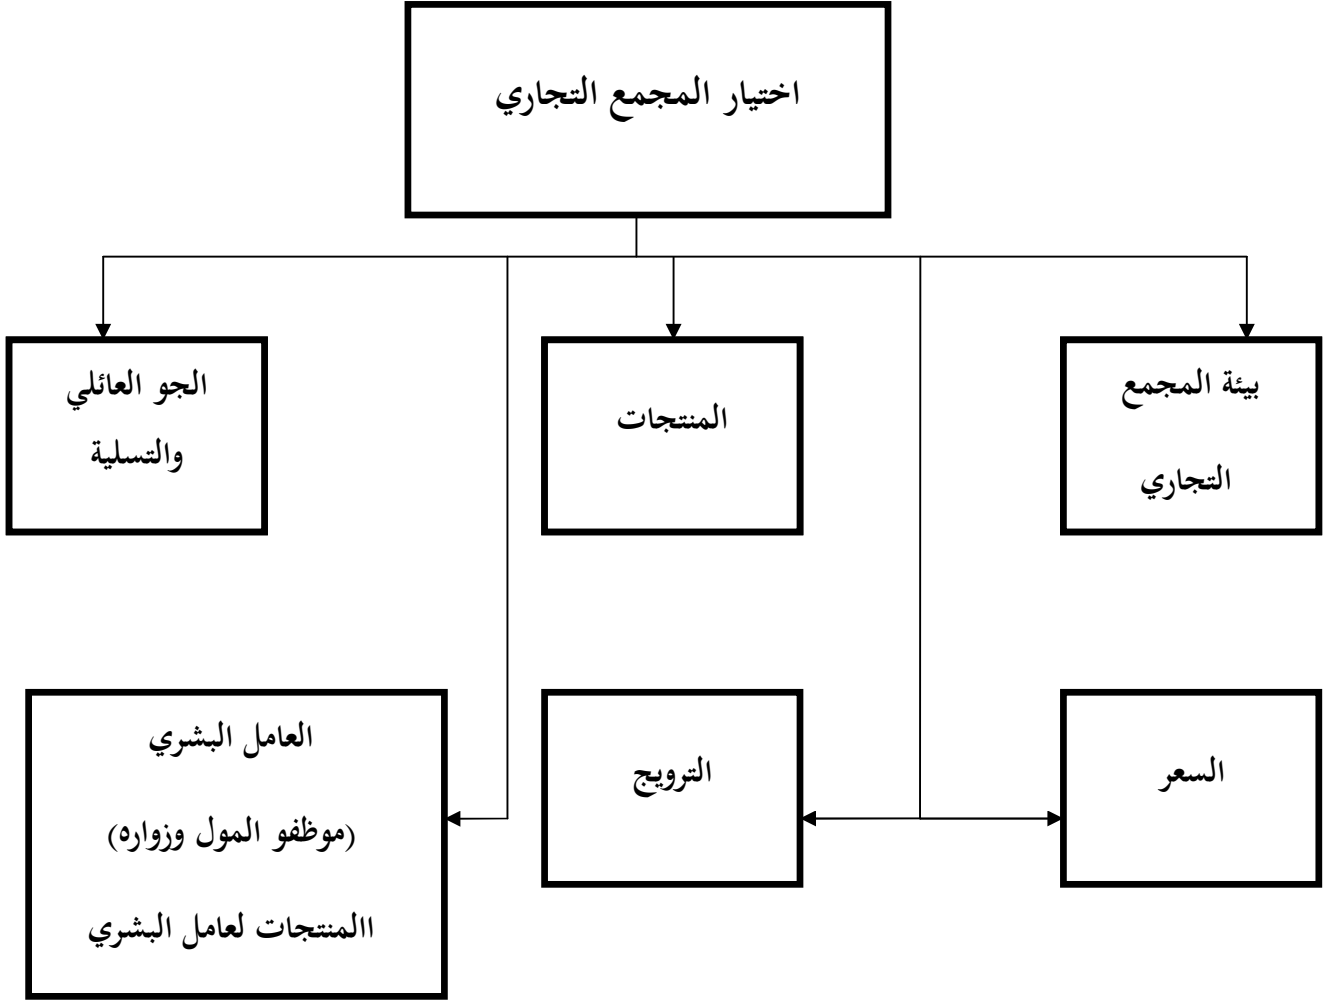 اختيار المجمع التجاري
بيئة المجمع
التجاري
المنتجات
الجو العائلي
والتسلية
السعر
الترويج
العامل البشري
(موظفو المول وزواره)
االمنتجات لعامل البشري